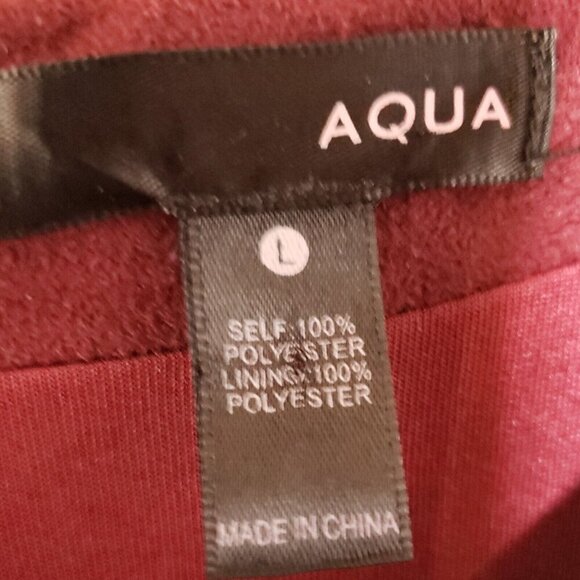 AQUA
L
SELF:100%
POLYESTER
LINING:100%
POLYESTER
MADE IN CHINA